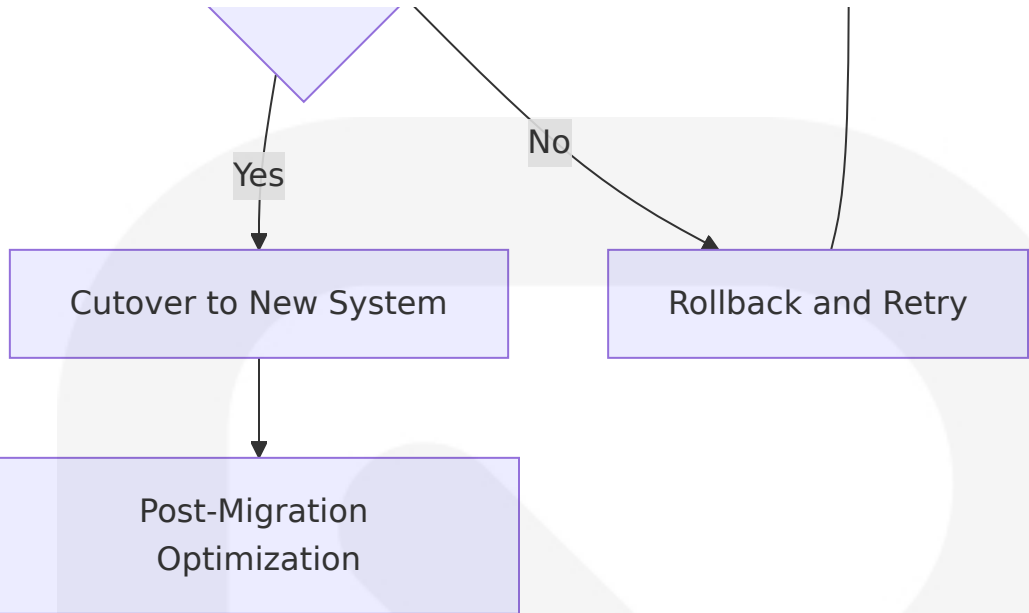 No
Yes
Cutover to New System
Rollback and Retry
Post-Migration
Optimization